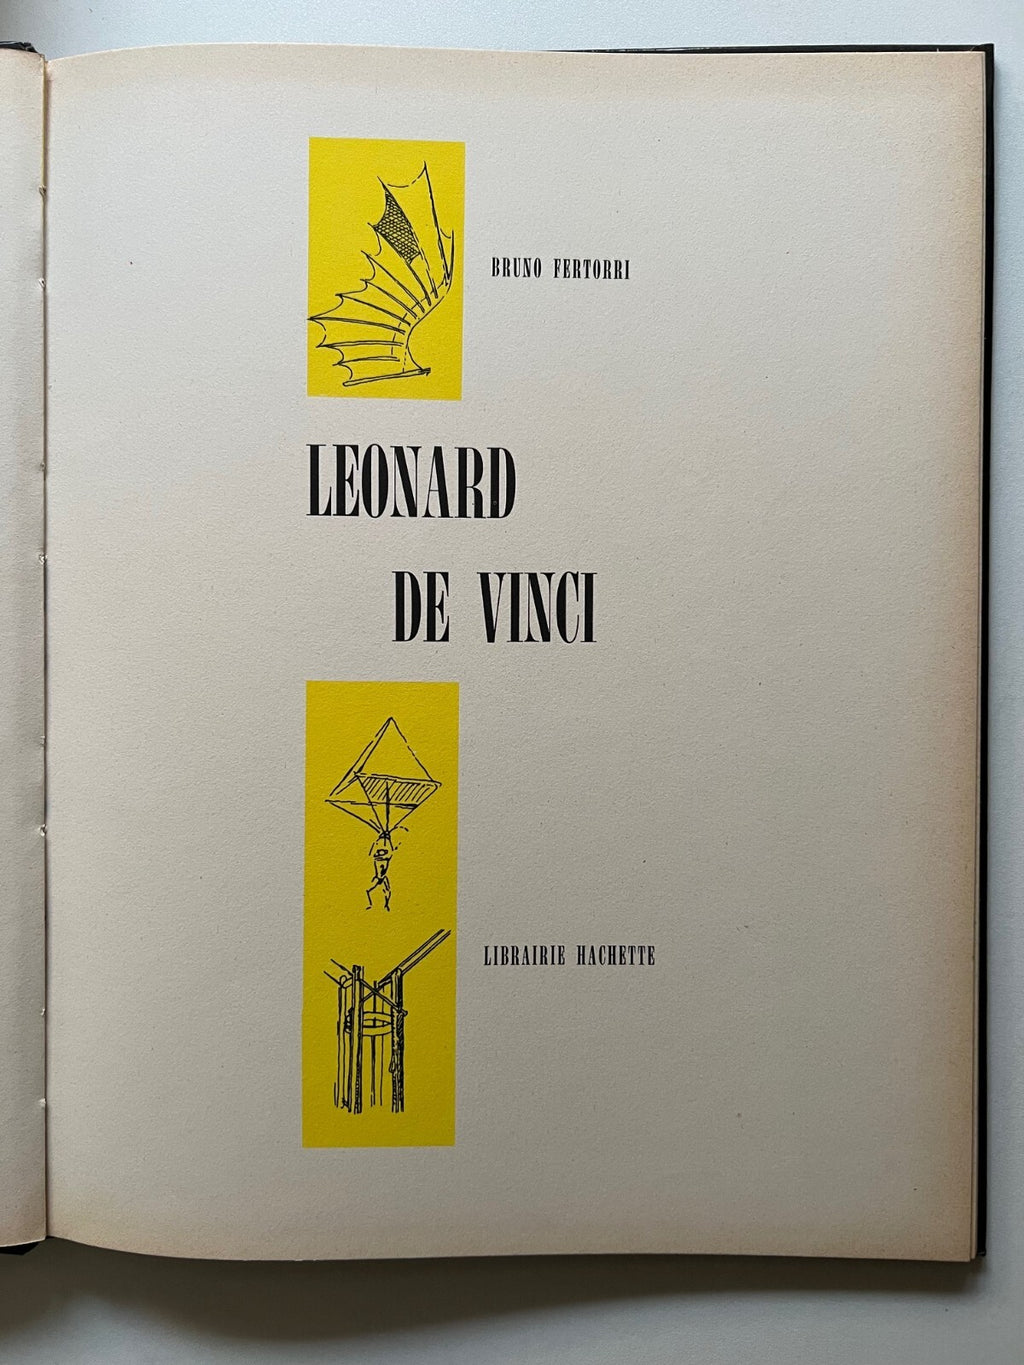 BRUNO FERTORRI
LEONARD
DE VINCI
LIBRAIRIE HACHETTE